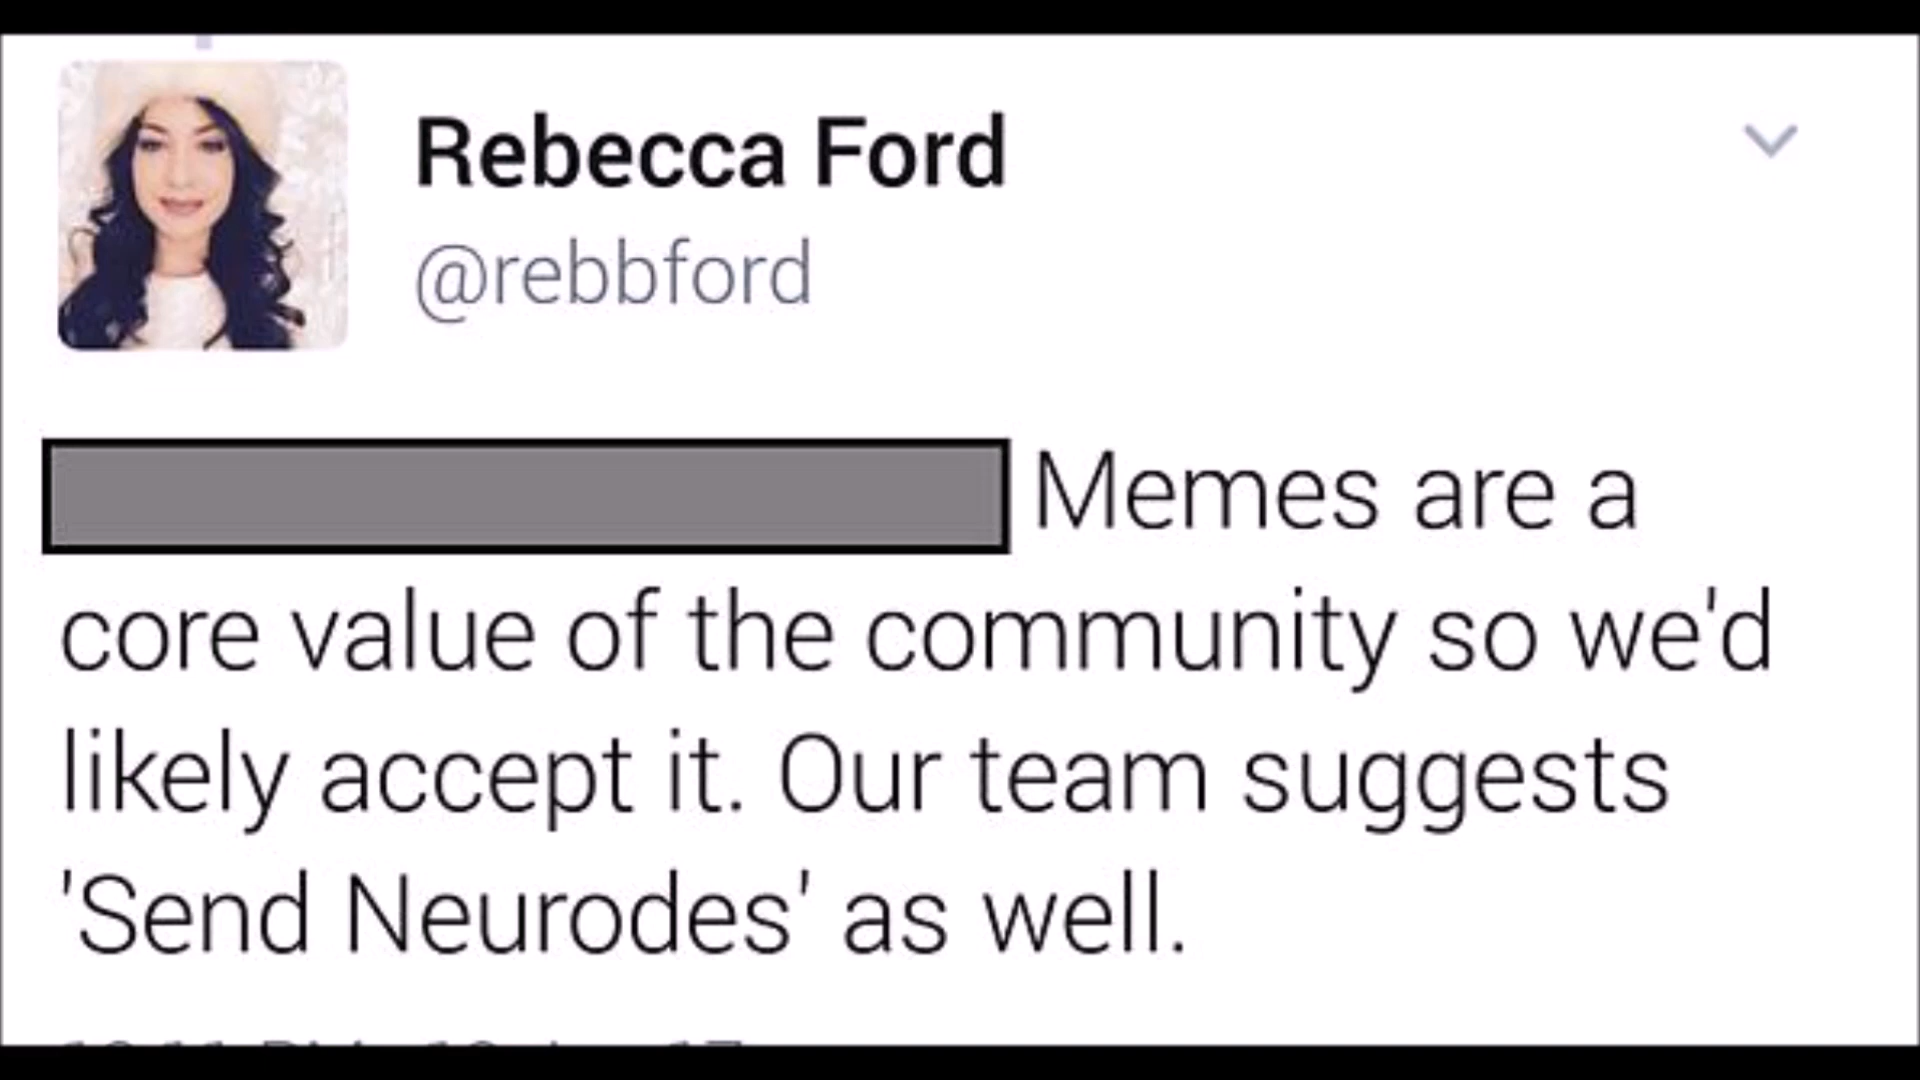 Rebecca Ford
@rebbford
Memes are a
core value of the community so we'd
likely accept it. Our team suggests
'Send Neurodes' as well.